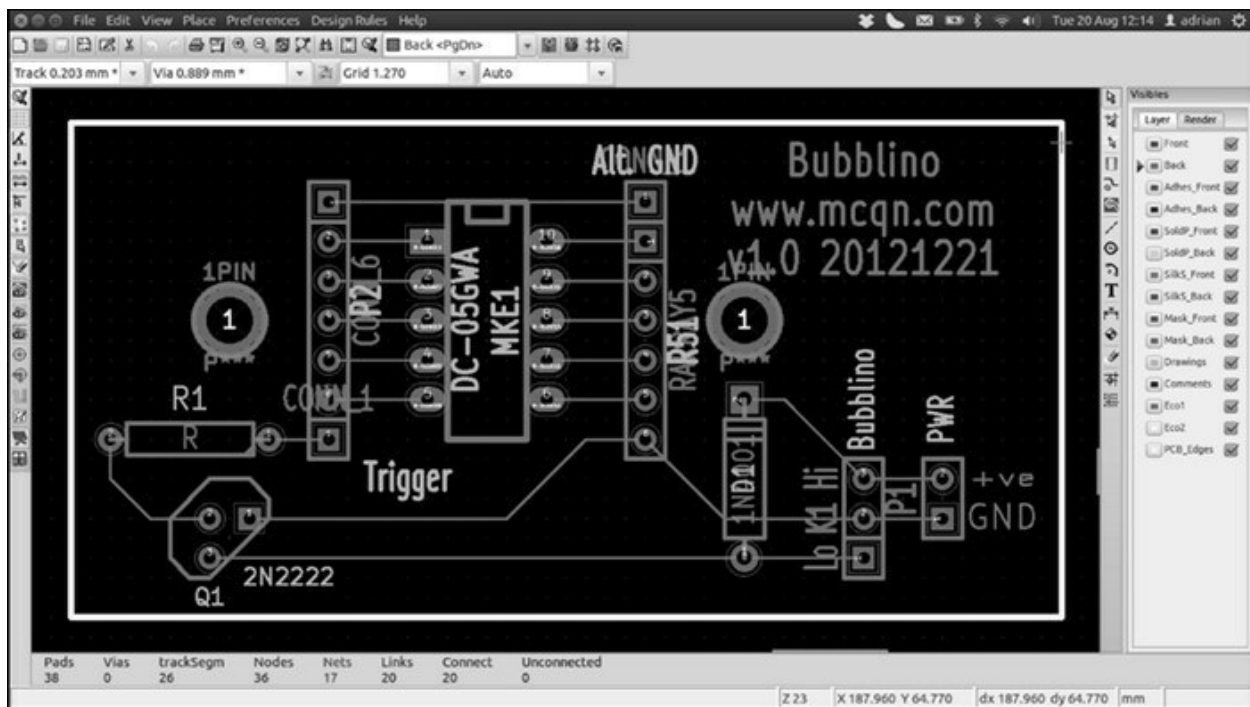 File Edit View Place Preferences Design Rules Help
Tue 20 Aug 12:14 adrian
Back <PgDn>
Track 0.203 mm * Via 0.889 mm * Grid 1.270 Auto
Visibles
Layer Render
Front
Back
Adhes_Front
Adhes_Back
SoldP_Front
SoldP_Back
SilkS_Front
SilkS_Back
Mask_Front
Mask_Back
Drawings
Comments
Eco1
Eco2
PCB_Edges
Alt. GND
Bubblino
www.mcqn.com
v1.0 20121221
1PIN
1
P***
P2
DC-05GWA
MKE1
RS1
1PIN
1
P***
R1
R
CONN_1
Trigger
D1
Bubblino
PWR
Hi
K1
Lo
P1
+ve
GND
2N2222
Q1
Pads Vias trackSegm Nodes Nets Links Connect Unconnected
38 0 26 36 17 20 20 0
Z 23 X 187.960 Y 64.770 dx 187.960 dy 64.770 mm